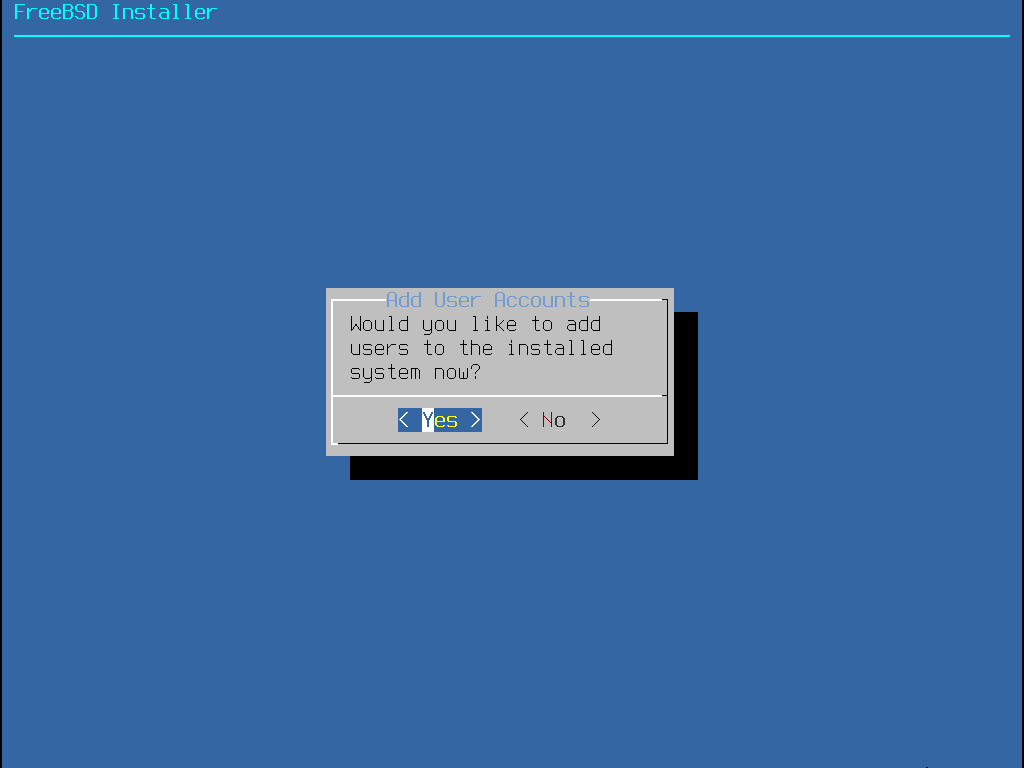 FreeBSD Installer
Add User Accounts
Would you like to add
users to the installed
system now?
< Yes > < No >